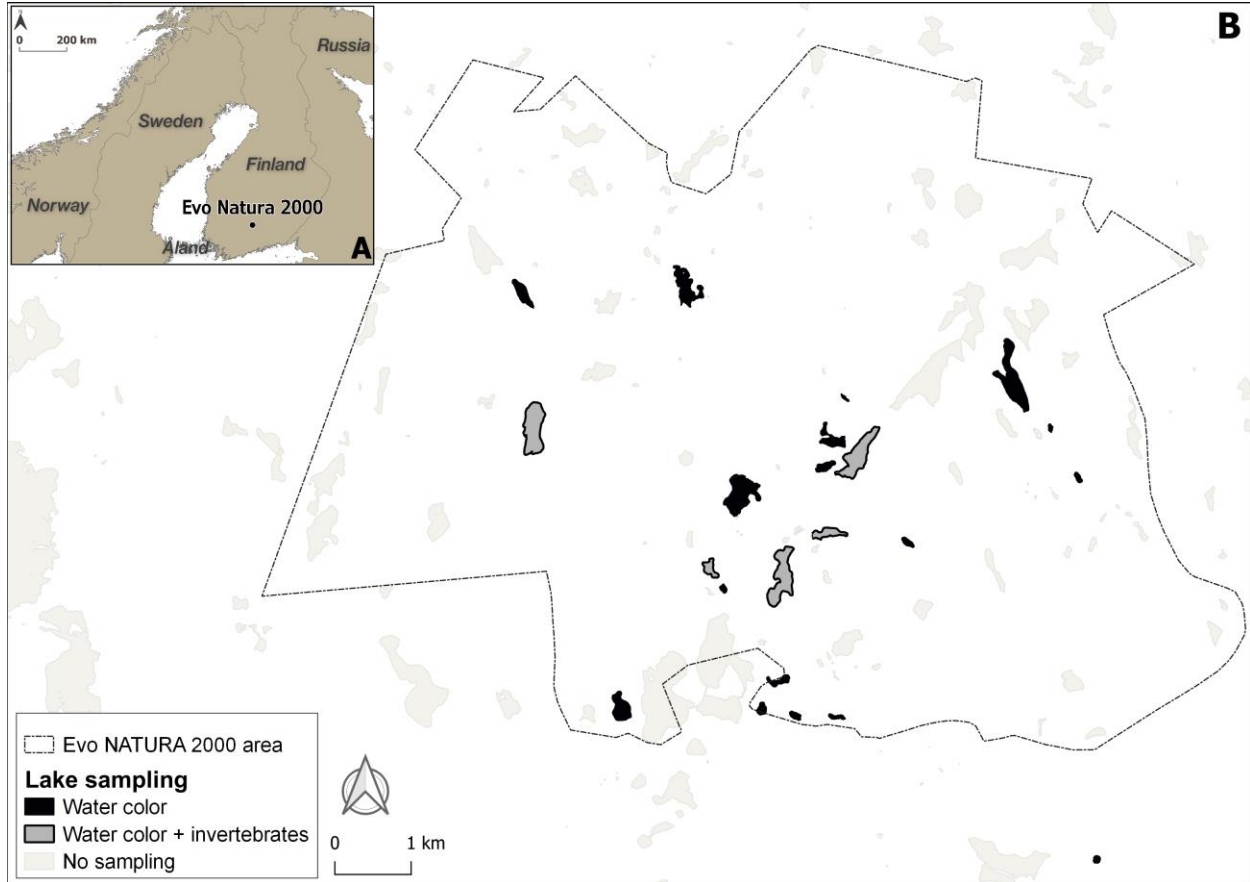 B
0 200 km
Russia
Sweden
Finland
Norway
Evo Natura 2000
Åland
A
Evo NATURA 2000 area
Lake sampling
Water color
Water color + invertebrates
No sampling
0 1 km